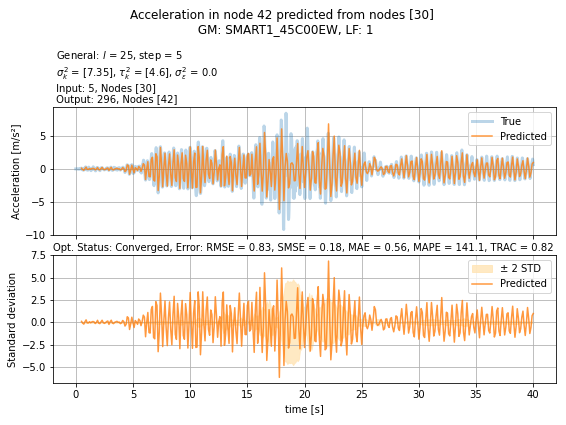 Acceleration in node 42 predicted from nodes [30]
GM: SMART1_45C00EW, LF: 1
General: l = 25, step = 5
σ²ₖ = [7.35], τ²ₖ = [4.6], σ²ε = 0.0
Input: 5, Nodes [30]
Output: 296, Nodes [42]
Acceleration [m/s²]
5
0
−5
−10
True
Predicted
Opt. Status: Converged, Error: RMSE = 0.83, SMSE = 0.18, MAE = 0.56, MAPE = 141.1, TRAC = 0.82
Standard deviation
7.5
5.0
2.5
0.0
−2.5
−5.0
± 2 STD
Predicted
0 5 10 15 20 25 30 35 40
time [s]